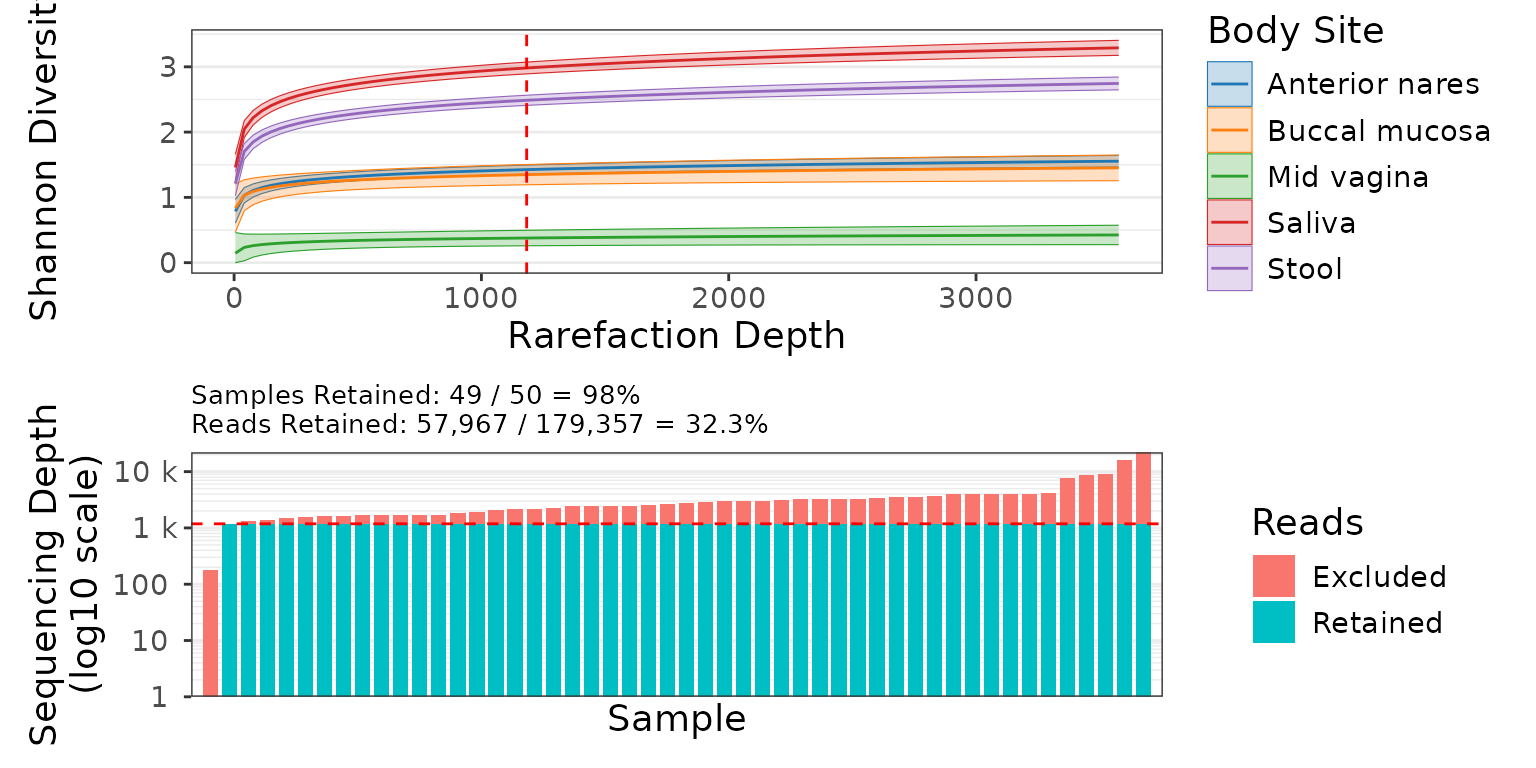 Shannon Diversit
3
2
1
0
0 1000 2000 3000
Rarefaction Depth
Body Site
Anterior nares
Buccal mucosa
Mid vagina
Saliva
Stool
Samples Retained: 49 / 50 = 98%
Reads Retained: 57,967 / 179,357 = 32.3%
Sequencing Depth
(log10 scale)
10 k
1 k
100
10
1
Sample
Reads
Excluded
Retained